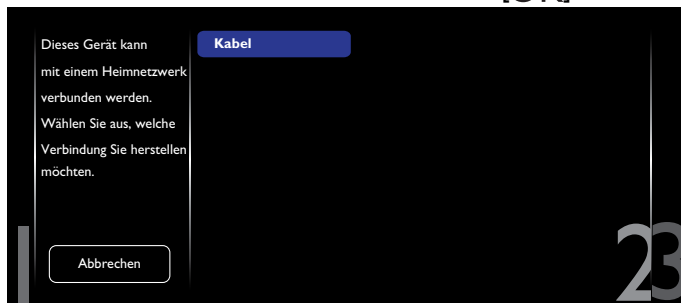 Dieses Gerät kann
mit einem Heimnetzwerk
verbunden werden.
Wählen Sie aus, welche
Verbindung Sie herstellen
möchten.
Kabel
Abbrechen
23